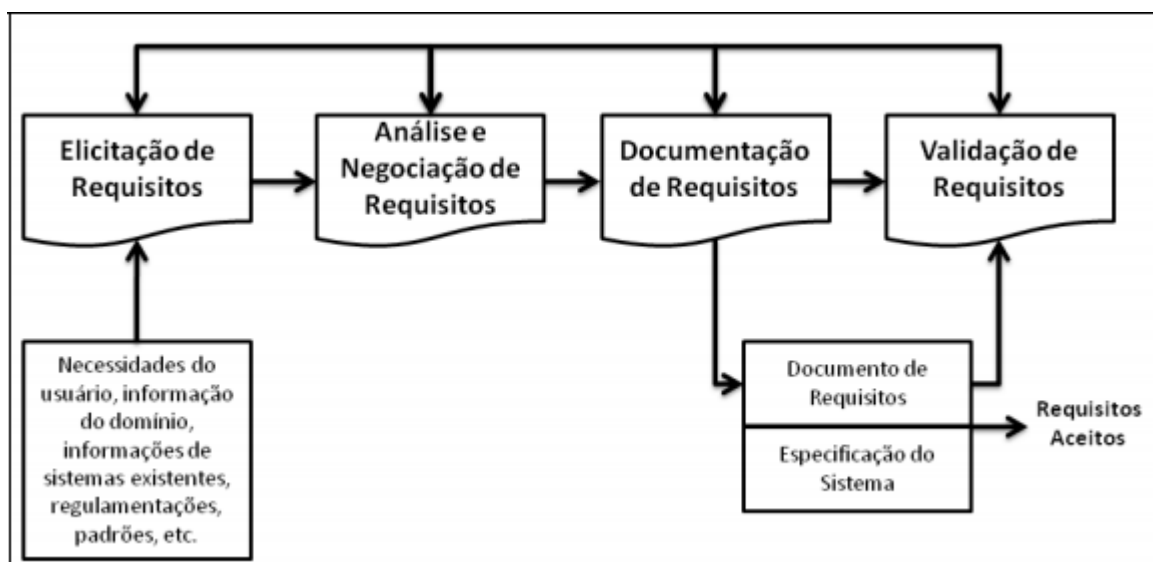 Elicitação de
Requisitos
Análise e
Negociação de
Requisitos
Documentação
de Requisitos
Validação de
Requisitos
Necessidades do
usuário, informação
do domínio,
informações de
sistemas existentes,
regulamentações,
padrões, etc.
Documento de
Requisitos
Especificação do
Sistema
Requisitos
Aceitos